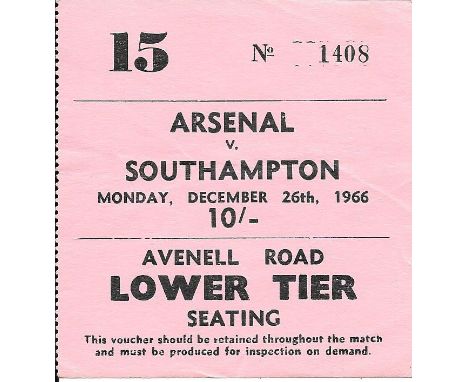 15 Nº 1408
ARSENAL
V.
SOUTHAMPTON
MONDAY, DECEMBER 26th, 1966
10/-
AVENELL ROAD
LOWER TIER
SEATING
This voucher should be retained throughout the match
and must be produced for inspection on demand.